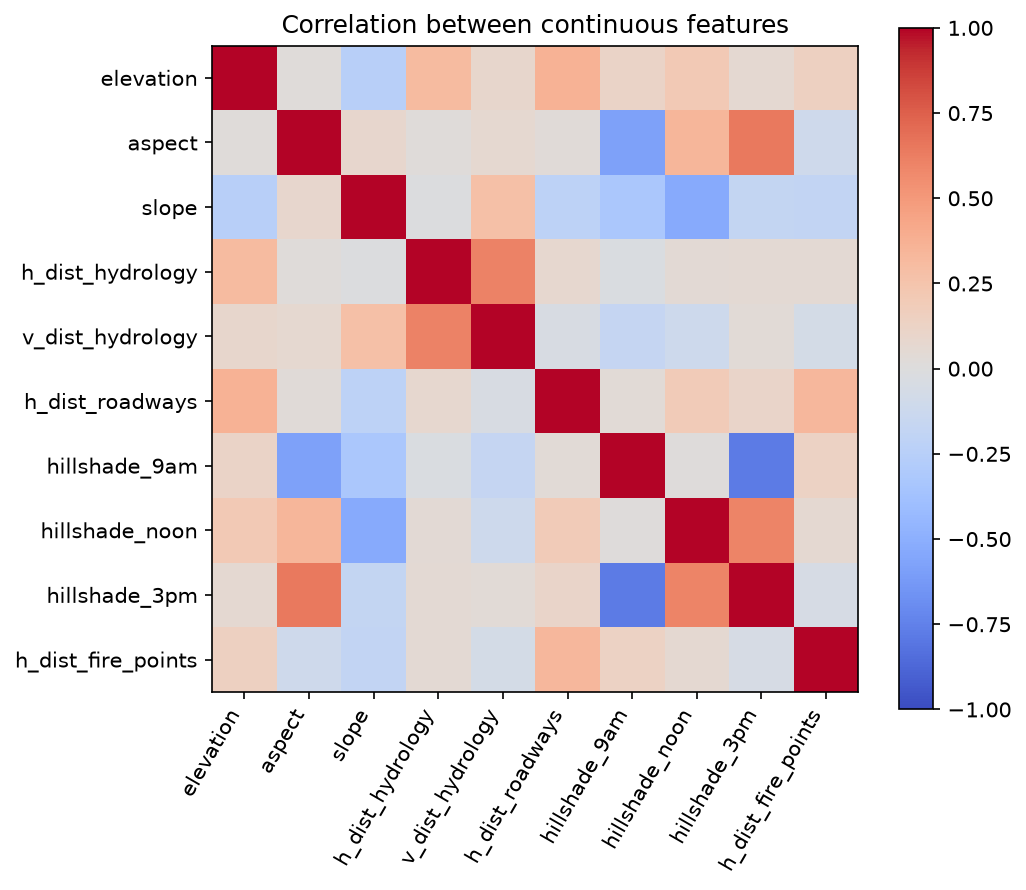 Correlation between continuous features
elevation
aspect
slope
h_dist_hydrology
v_dist_hydrology
h_dist_roadways
hillshade_9am
hillshade_noon
hillshade_3pm
h_dist_fire_points
elevation
aspect
slope
h_dist_hydrology
v_dist_hydrology
h_dist_roadways
hillshade_9am
hillshade_noon
hillshade_3pm
h_dist_fire_points
1.00
0.75
0.50
0.25
0.00
−0.25
−0.50
−0.75
−1.00